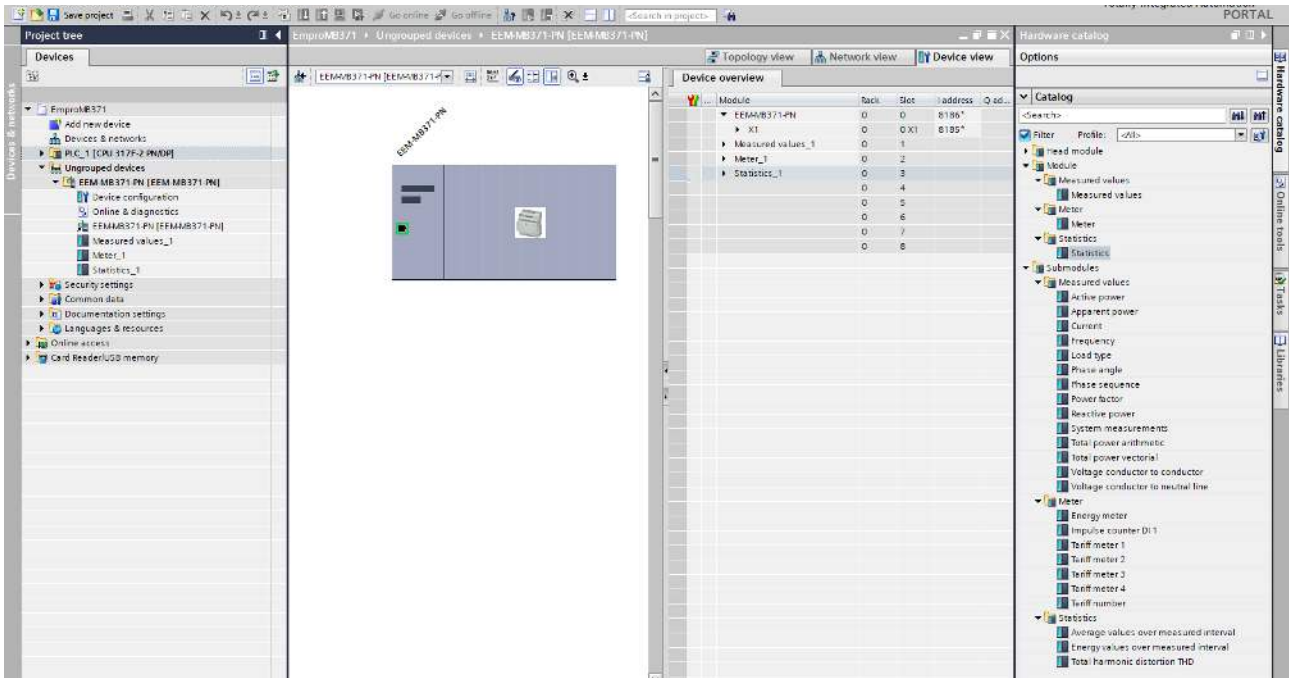 Totally Integrated Automation
PORTAL
Save project
Go online
Go offline
<Search in project>
Project tree
EmproMB371
Ungrouped devices
EEM-MB371-PN [EEM-MB371-PN]
Hardware catalog
Devices
Topology view
Network view
Device view
Options
EEM-MB371-PN [EEM-MB371-P
Device overview
Devices & networks
EmproMB371
Add new device
Devices & networks
PLC_1 [CPU 317F-2 PN/DP]
Ungrouped devices
EEM-MB371-PN [EEM-MB371-PN]
Device configuration
Online & diagnostics
EEM-MB371-PN [EEM-MB371-PN]
Measured values_1
Meter_1
Statistics_1
Security settings
Common data
Documentation settings
Languages & resources
Online access
Card Reader/USB memory
EEM-MB371-PN
... Module Rack Slot I address Q ad...
EEM-MB371-PN 0 0 8186*
X1 0 0 X1 8185*
Measured values_1 0 1
Meter_1 0 2
Statistics_1 0 3
0 4
0 5
0 6
0 7
0 8
Catalog
<Search>
Filter Profile: <All>
Head module
Module
Measured values
Measured values
Meter
Meter
Statistics
Statistics
Submodules
Measured values
Active power
Apparent power
Current
Frequency
Load type
Phase angle
Phase sequence
Power factor
Reactive power
System measurements
Total power arithmetic
Total power vectorial
Voltage conductor to conductor
Voltage conductor to neutral line
Meter
Energy meter
Impulse counter DI 1
Tariff meter 1
Tariff meter 2
Tariff meter 3
Tariff meter 4
Tariff number
Statistics
Average values over measured interval
Energy values over measured interval
Total harmonic distortion THD
Hardware catalog
Online tools
Tasks
Libraries